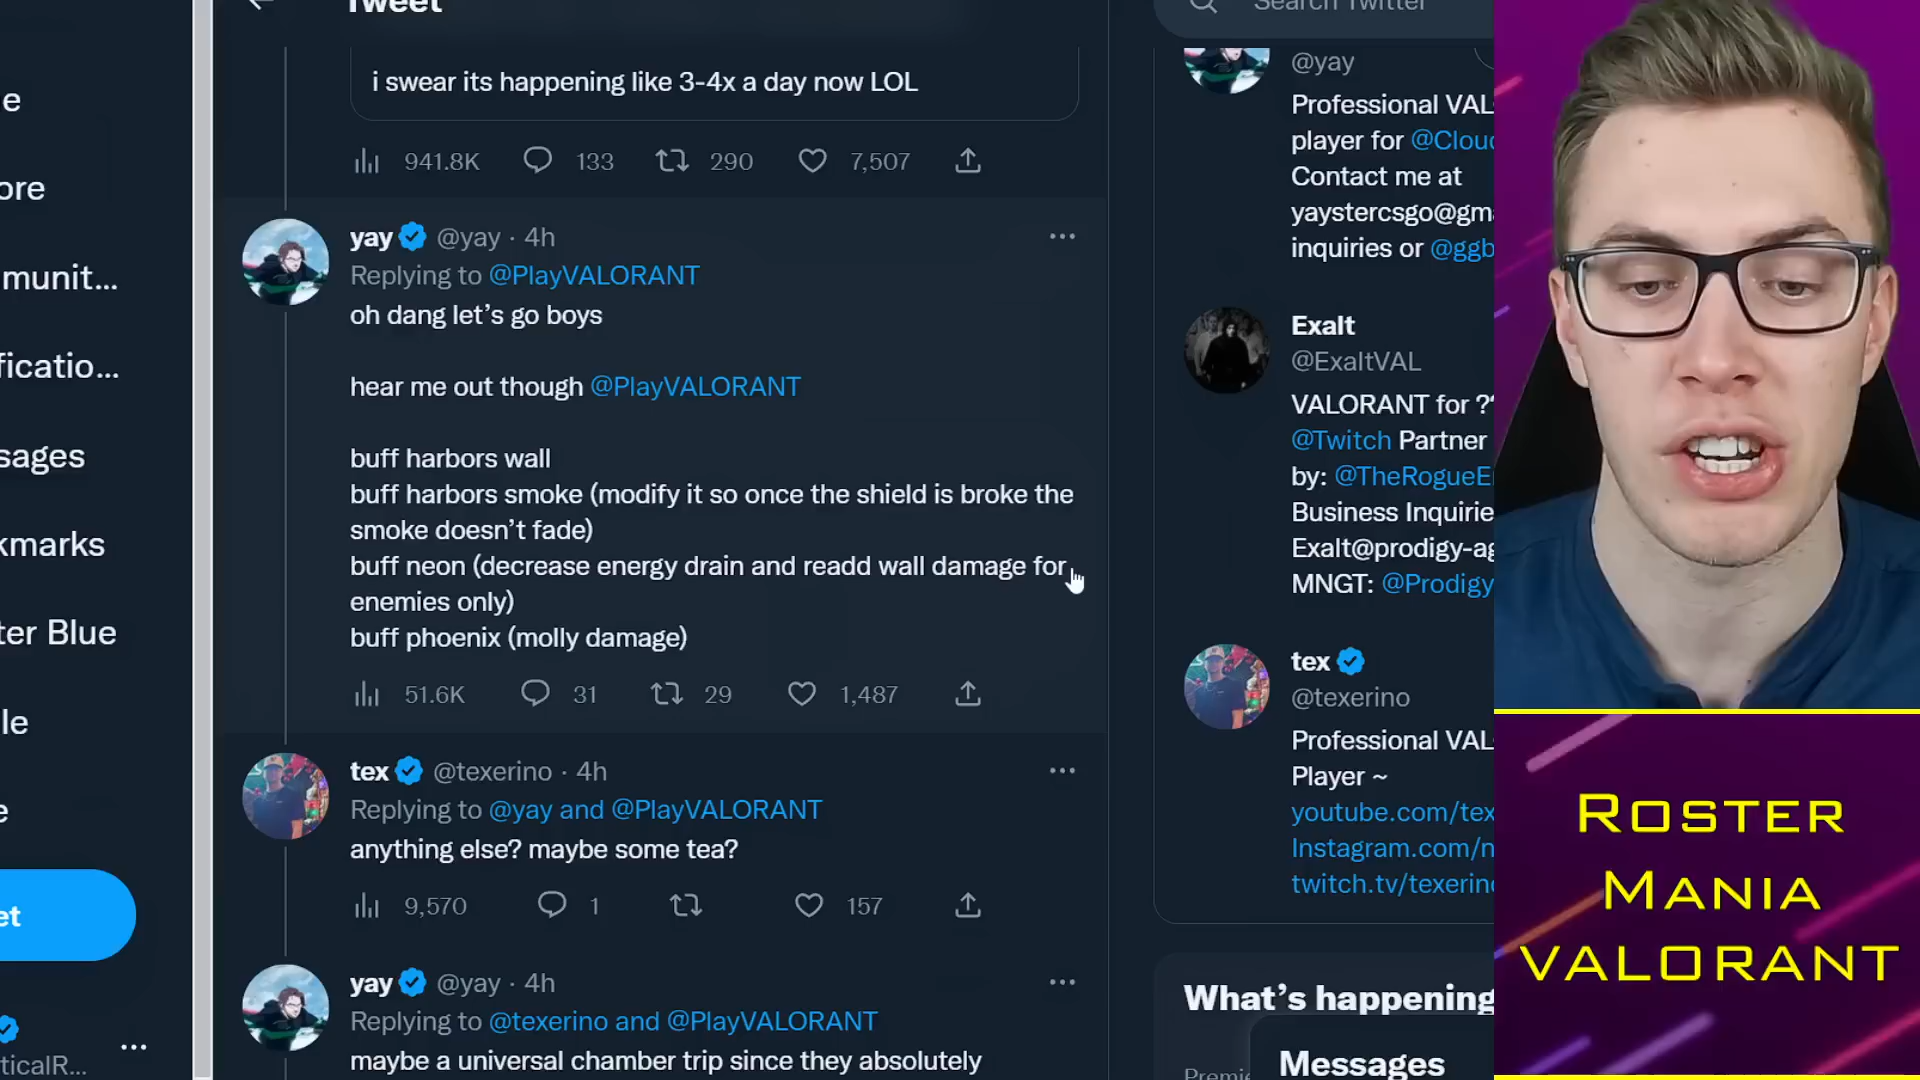 Tweet
Search Twitter
i swear its happening like 3-4x a day now LOL
941.8K 133 290 7,507
yay @yay · 4h
Replying to @PlayVALORANT
oh dang let’s go boys
hear me out though @PlayVALORANT
buff harbors wall
buff harbors smoke (modify it so once the shield is broke the
smoke doesn’t fade)
buff neon (decrease energy drain and readd wall damage for
enemies only)
buff phoenix (molly damage)
51.6K 31 29 1,487
tex @texerino · 4h
Replying to @yay and @PlayVALORANT
anything else? maybe some tea?
9,570 1 157
yay @yay · 4h
Replying to @texerino and @PlayVALORANT
maybe a universal chamber trip since they absolutely
e
ore
munit...
ficatio...
sages
kmarks
ter Blue
le
e
et
ticalR...
@yay
Professional VAL
player for @Cloud
Contact me at
yaystercsgo@gma
inquiries or @ggb
Exalt
@ExaltVAL
VALORANT for ??
@Twitch Partner
by: @TheRogueE
Business Inquirie
Exalt@prodigy-ag
MNGT: @Prodigy
tex
@texerino
Professional VAL
Player ~
youtube.com/tex
Instagram.com/n
twitch.tv/texerino
What’s happening
Premie
Messages
ROSTER
MANIA
VALORANT